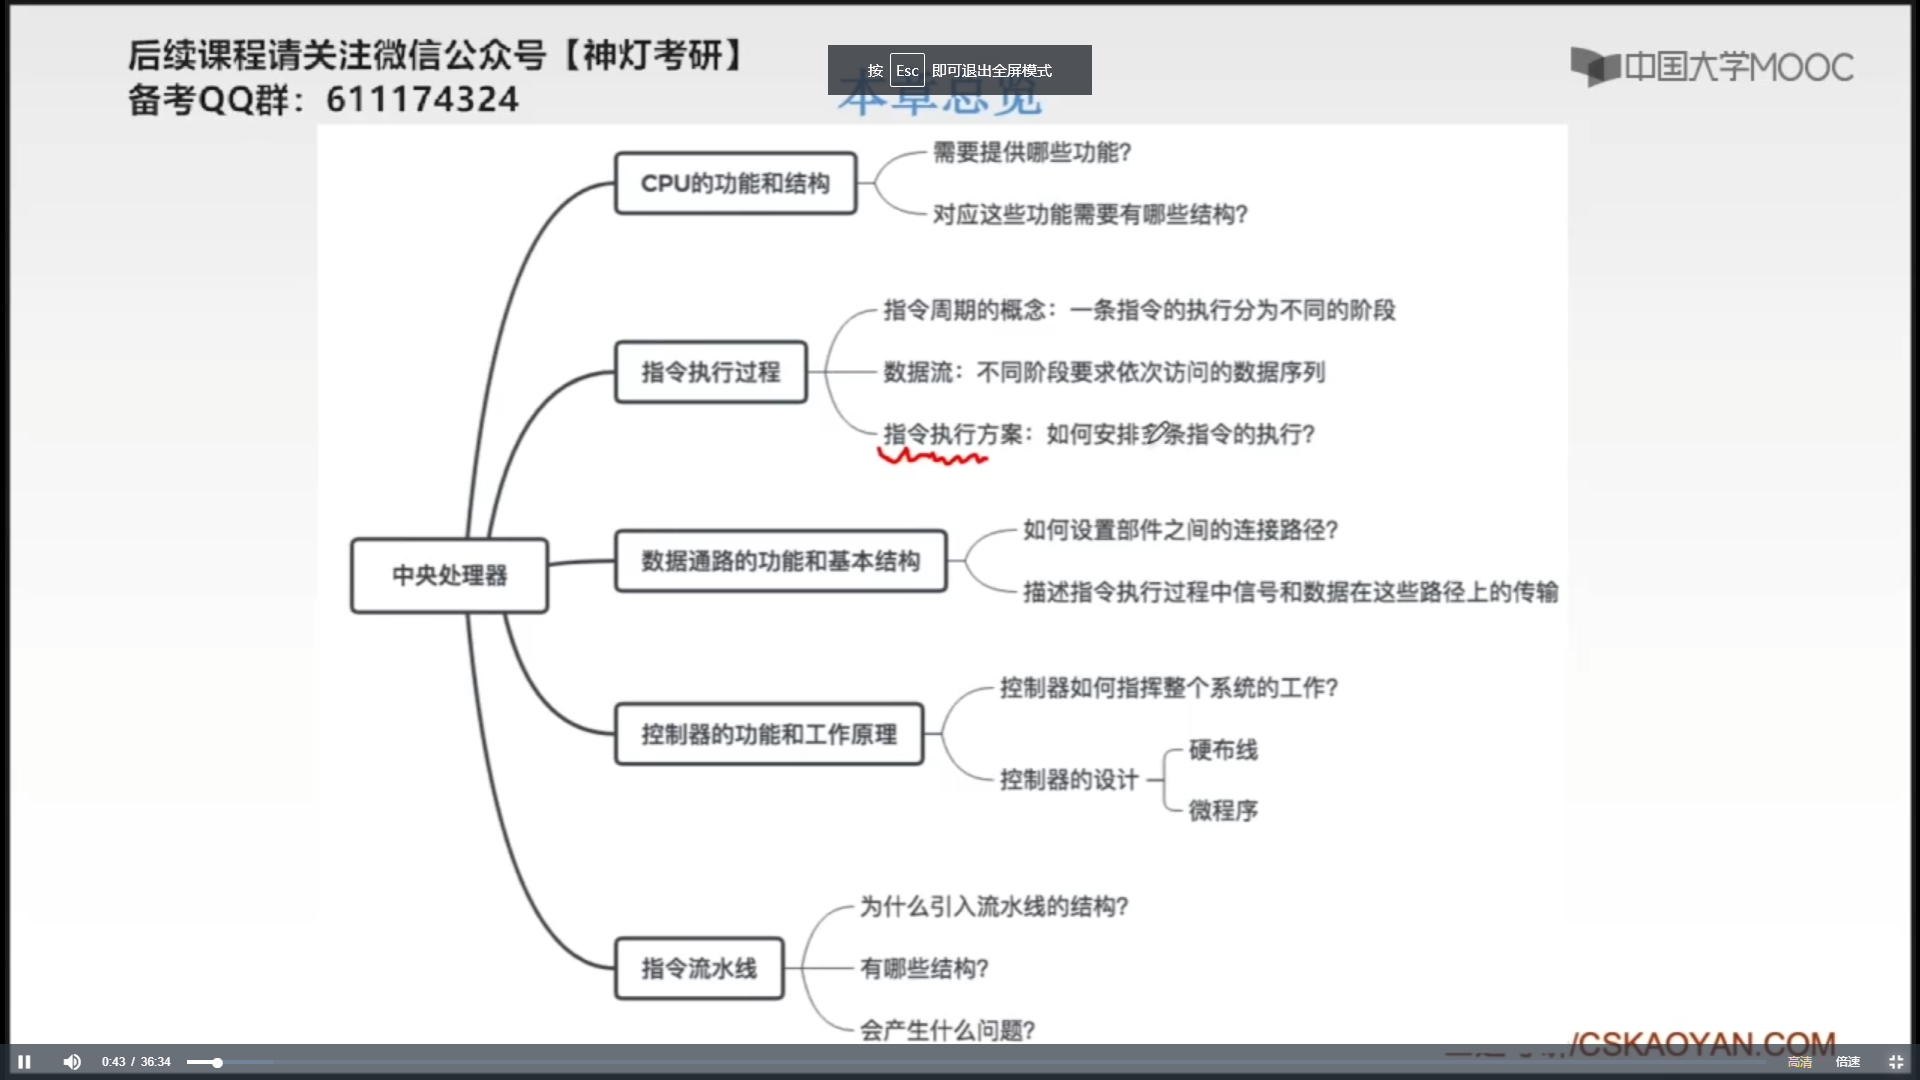 后续课程请关注微信公众号【神灯考研】
备考QQ群：611174324
按 Esc 即可退出全屏模式
本章总览
中国大学MOOC
中央处理器
CPU的功能和结构
需要提供哪些功能？
对应这些功能需要有哪些结构？
指令执行过程
指令周期的概念：一条指令的执行分为不同的阶段
数据流：不同阶段要求依次访问的数据序列
指令执行方案：如何安排多条指令的执行？
数据通路的功能和基本结构
如何设置部件之间的连接路径？
描述指令执行过程中信号和数据在这些路径上的传输
控制器的功能和工作原理
控制器如何指挥整个系统的工作？
控制器的设计
硬布线
微程序
指令流水线
为什么引入流水线的结构？
有哪些结构？
会产生什么问题？
/CSKAOYAN.COM
0:43 / 36:34
高清
倍速